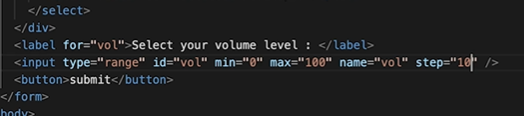 </select>
</div>
<label for="vol">Select your volume level : </label>
<input type="range" id="vol" min="0" max="100" name="vol" step="10" />
<button>submit</button>
</form>
body>